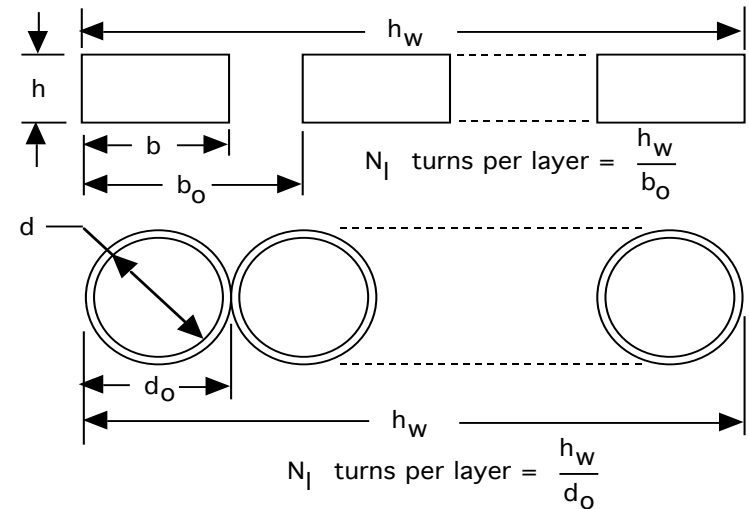 h_w
h
b
N_l turns per layer = h_w / b_o
b_o
d
d_o
h_w
N_l turns per layer = h_w / d_o